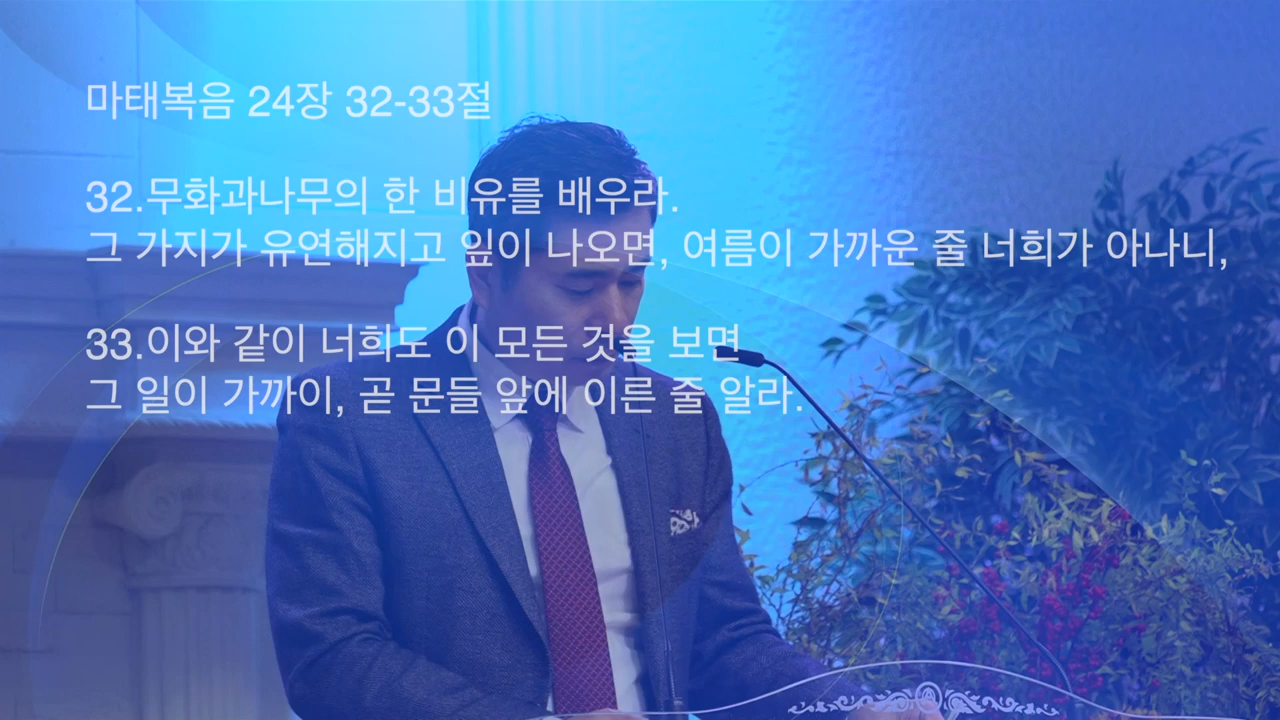 마태복음 24장 32-33절
32.무화과나무의 한 비유를 배우라.
그 가지가 유연해지고 잎이 나오면, 여름이 가까운 줄 너희가 아나니,
33.이와 같이 너희도 이 모든 것을 보면
그 일이 가까이, 곧 문들 앞에 이른 줄 알라.